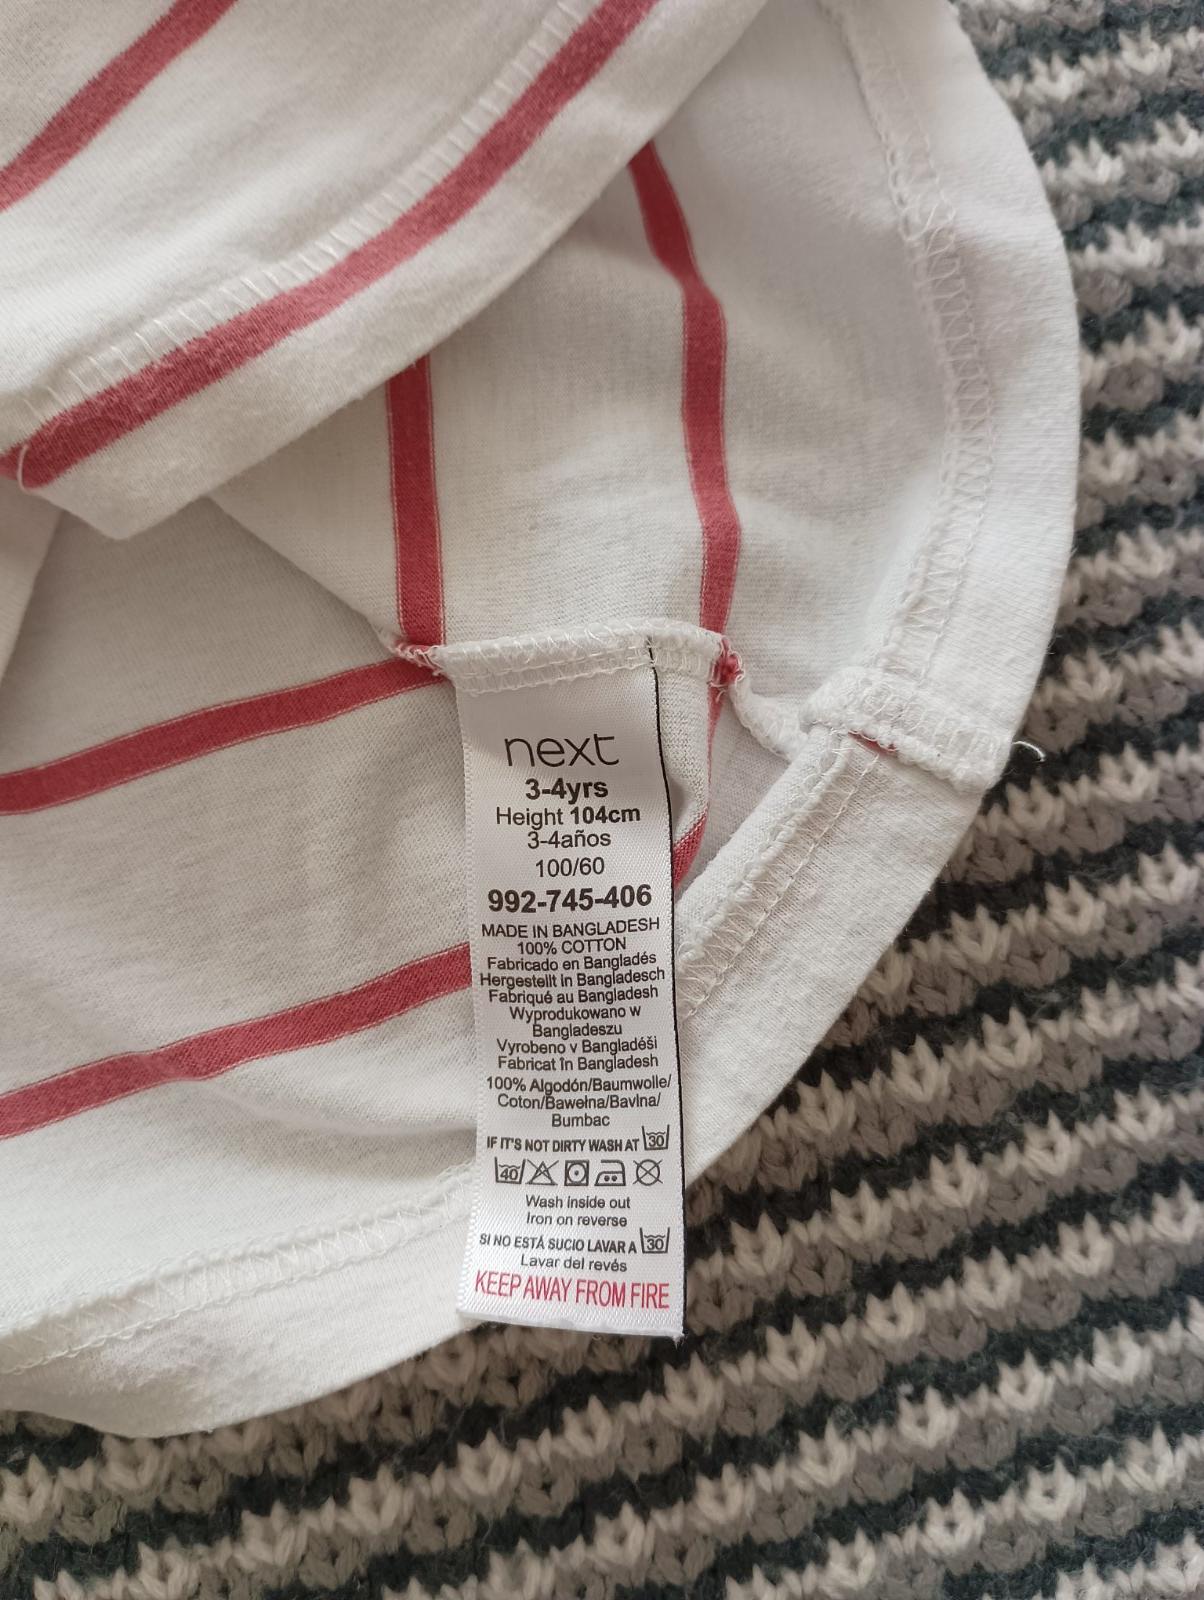 next
3-4yrs
Height 104cm
3-4años
100/60
992-745-406
MADE IN BANGLADESH
100% COTTON
Fabricado en Bangladés
Hergestellt in Bangladesch
Fabriqué au Bangladesh
Wyprodukowano w
Bangladeszu
Vyrobeno v Bangladéši
Fabricat în Bangladesh
100% Algodón/Baumwolle/
Coton/Bawełna/Bavlna/
Bumbac
IF IT'S NOT DIRTY WASH AT 30
40
Wash inside out
Iron on reverse
SI NO ESTÁ SUCIO LAVAR A 30
Lavar del revés
KEEP AWAY FROM FIRE